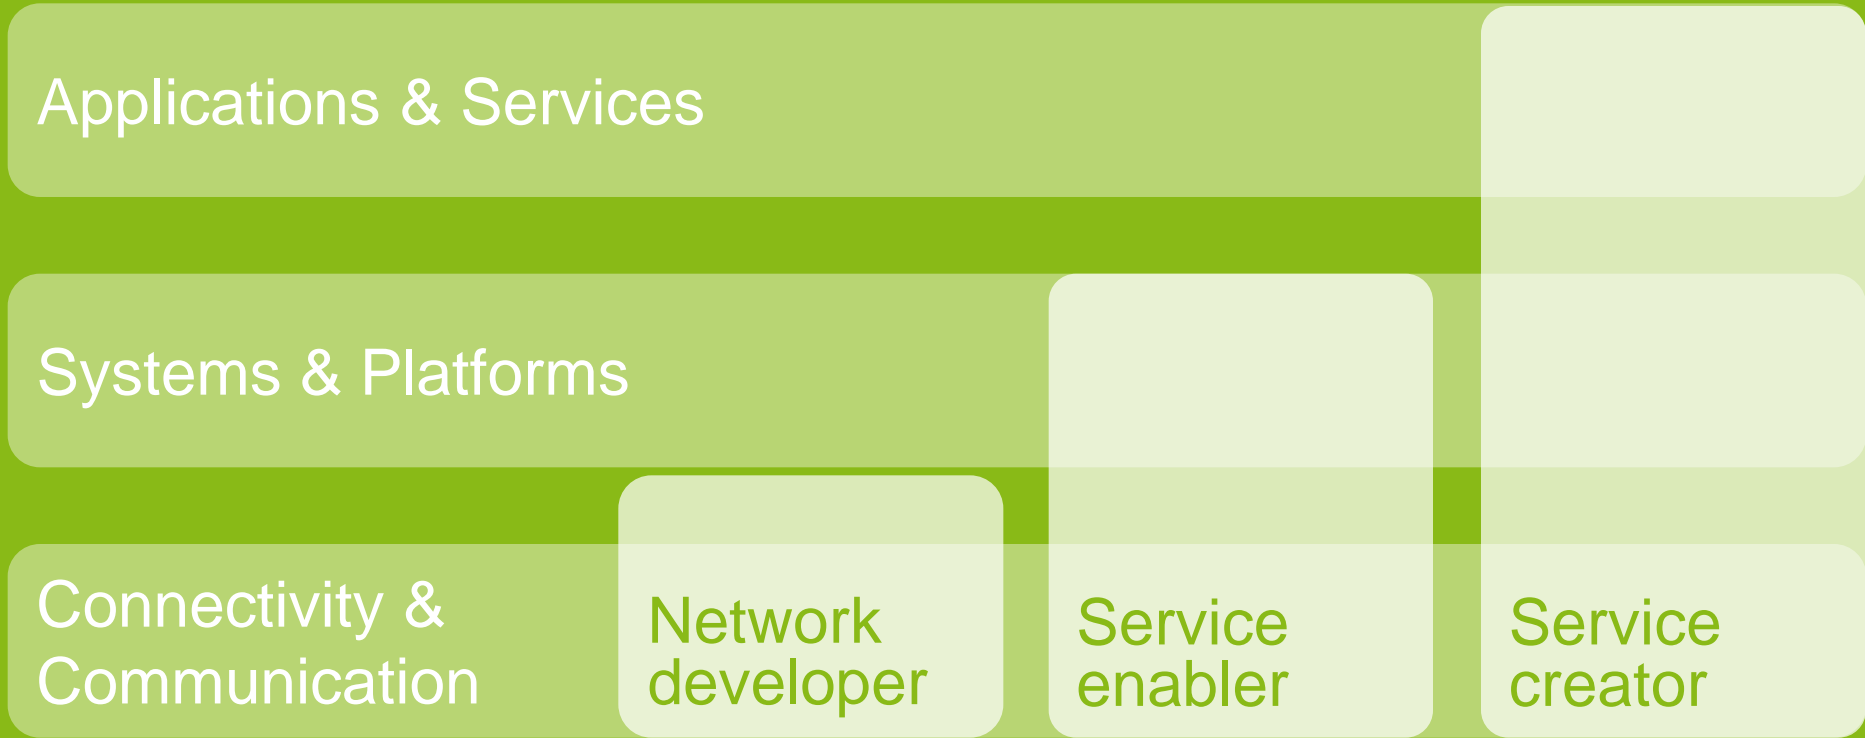 Applications & Services
Systems & Platforms
Connectivity &
Communication
Network
developer
Service
enabler
Service
creator